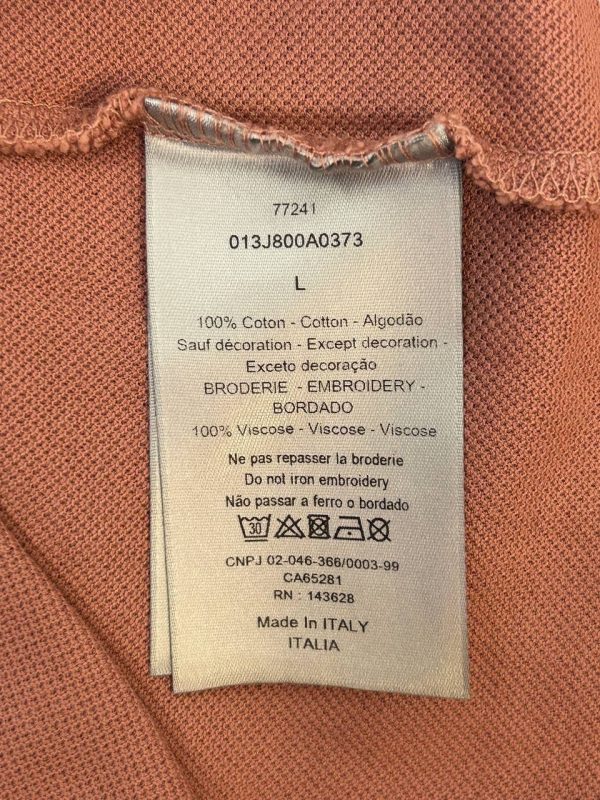 77241
013J800A0373
L
100% Coton - Cotton - Algodão
Sauf décoration - Except decoration -
Exceto decoração
BRODERIE - EMBROIDERY -
BORDADO
100% Viscose - Viscose - Viscose
Ne pas repasser la broderie
Do not iron embroidery
Não passar a ferro o bordado
30
CNPJ 02-046-366/0003-99
CA65281
RN : 143628
Made In ITALY
ITALIA